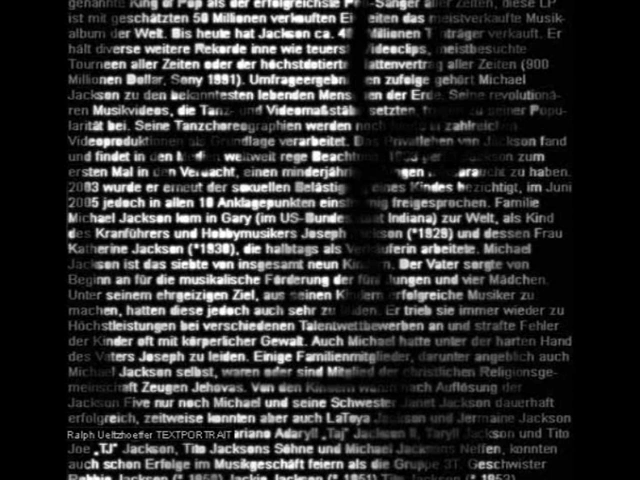 genannte King of Pop als der erfolgreichste Pop-Sänger aller Zeiten, diese LP
ist mit geschätzten 50 Millionen verkauften Einheiten das meistverkaufte Musik-
album der Welt. Bis heute hat Jackson ca. Millionen Tonträger verkauft. Er
hält diverse weitere Rekorde inne wie teuerste Videoclips, meistbesuchte
Tourneen aller Zeiten oder der höchstdotierte Plattenvertrag aller Zeiten (900
Millionen Dollar, Sony 1991). Umfrageergebnissen zufolge gehört Michael
Jackson zu den bekanntesten lebenden Menschen der Erde. Seine revolutionä-
ren Musikvideos, die Tanz- und Videomaßstäbe setzten, trugen zu seiner Popu-
larität bei. Seine Tanzchoreographien werden noch heute in zahlreichen
Videoproduktionen als Grundlage verarbeitet. Das Privatleben von Jackson fand
und findet in den Medien weltweit rege Beachtung. 1993 Jackson zum
ersten Mal in den Verdacht, einen minderjährigen zu haben.
2003 wurde er erneut der sexuellen Belästigung eines Kindes bezichtigt, im Juni
2005 jedoch in allen 10 Anklagepunkten einstimmig freigesprochen. Familie
Michael Jackson kam in Gary (im US-Bundesstaat Indiana) zur Welt, als Kind
des Kranführers und Hobbymusikers Joseph Jackson (*1929) und dessen Frau
Katherine Jackson (*1930), die halbtags als Verkäuferin arbeitete. Michael
Jackson ist das siebte von insgesamt neun Kindern. Der Vater sorgte von
Beginn an für die musikalische Förderung der fünf Jungen und vier Mädchen.
Unter seinem ehrgeizigen Ziel, aus seinen Kindern erfolgreiche Musiker zu
machen, hatten diese jedoch auch sehr zu leiden. Er trieb sie immer wieder zu
Höchstleistungen bei verschiedenen Talentwettbewerben an und strafte Fehler
der Kinder oft mit körperlicher Gewalt. Auch Michael hatte unter der harten Hand
des Vaters Joseph zu leiden. Einige Familienmitglieder, darunter angeblich auch
Michael Jackson selbst, waren oder sind Mitglied der christlichen Religionsge-
meinschaft Zeugen Jehovas. Von den Kindern waren nach Auflösung der
Jackson Five nur noch Michael und seine Schwester Janet Jackson dauerhaft
erfolgreich, zeitweise konnten aber auch LaToya Jackson und Jermaine Jackson
Ralph Ueltzhoeffer TEXTPORTRAIT
Adaryll „Taj“ Jackson II, Taryll Jackson und Tito
Joe „TJ“ Jackson, Tito Jacksons Söhne und Michael Jacksons Neffen, konnten
auch schon Erfolge im Musikgeschäft feiern als die Gruppe 3T. Geschwister
Rebbie Jackson (* 1950) Jackie Jackson (* 1951) Tito Jackson (* 1953)